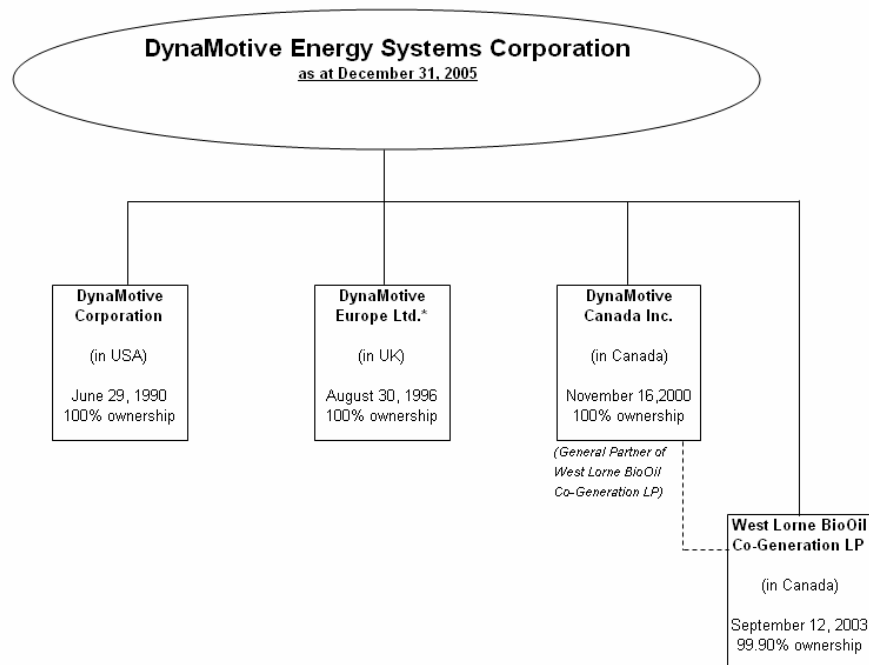 DynaMotive Energy Systems Corporation
as at December 31, 2005
DynaMotive
Corporation
(in USA)
June 29, 1990
100% ownership
DynaMotive
Europe Ltd.*
(in UK)
August 30, 1996
100% ownership
DynaMotive
Canada Inc.
(in Canada)
November 16,2000
100% ownership
(General Partner of
West Lorne BioOil
Co-Generation LP)
West Lorne BioOil
Co-Generation LP
(in Canada)
September 12, 2003
99.90% ownership